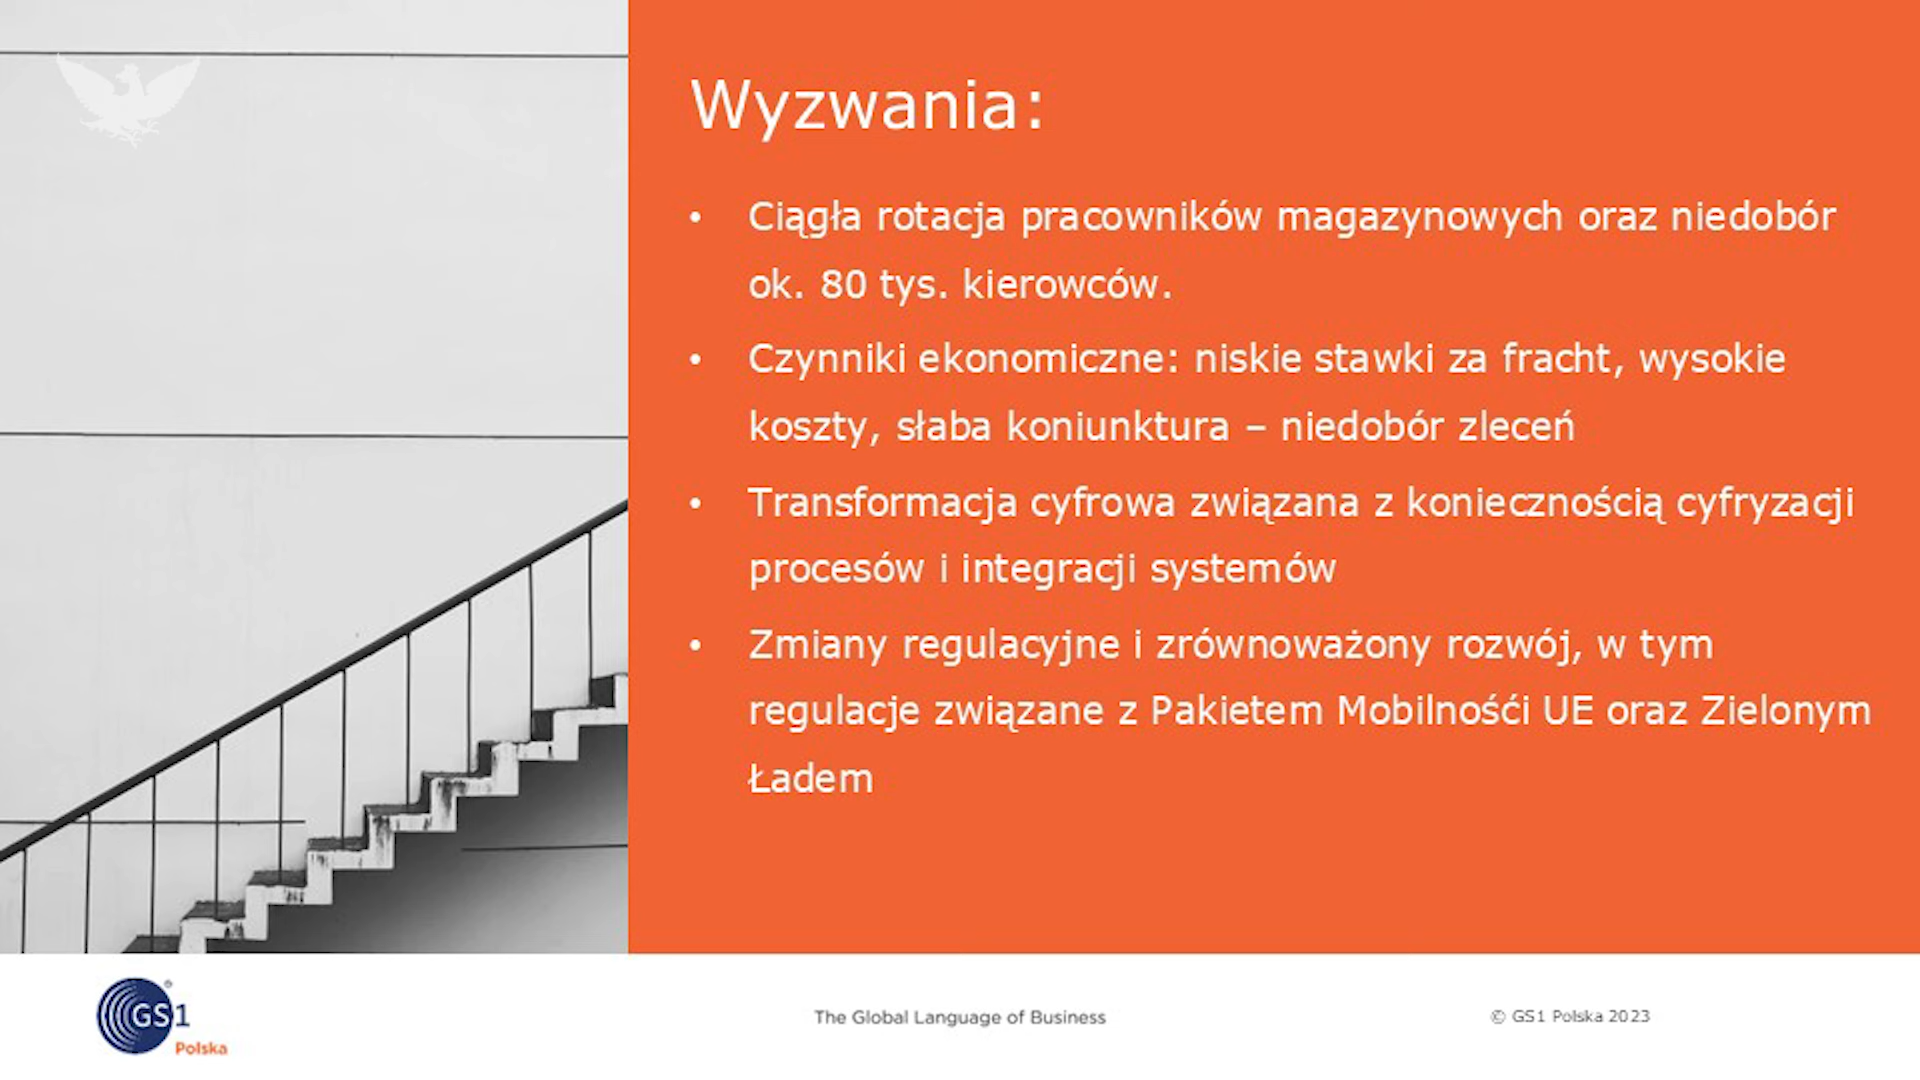 Wyzwania:
• Ciągła rotacja pracowników magazynowych oraz niedobór
ok. 80 tys. kierowców.
• Czynniki ekonomiczne: niskie stawki za fracht, wysokie
koszty, słaba koniunktura – niedobór zleceń
• Transformacja cyfrowa związana z koniecznością cyfryzacji
procesów i integracji systemów
• Zmiany regulacyjne i zrównoważony rozwój, w tym
regulacje związane z Pakietem Mobilnośći UE oraz Zielonym
Ładem
GS1 ®
Polska
The Global Language of Business
© GS1 Polska 2023